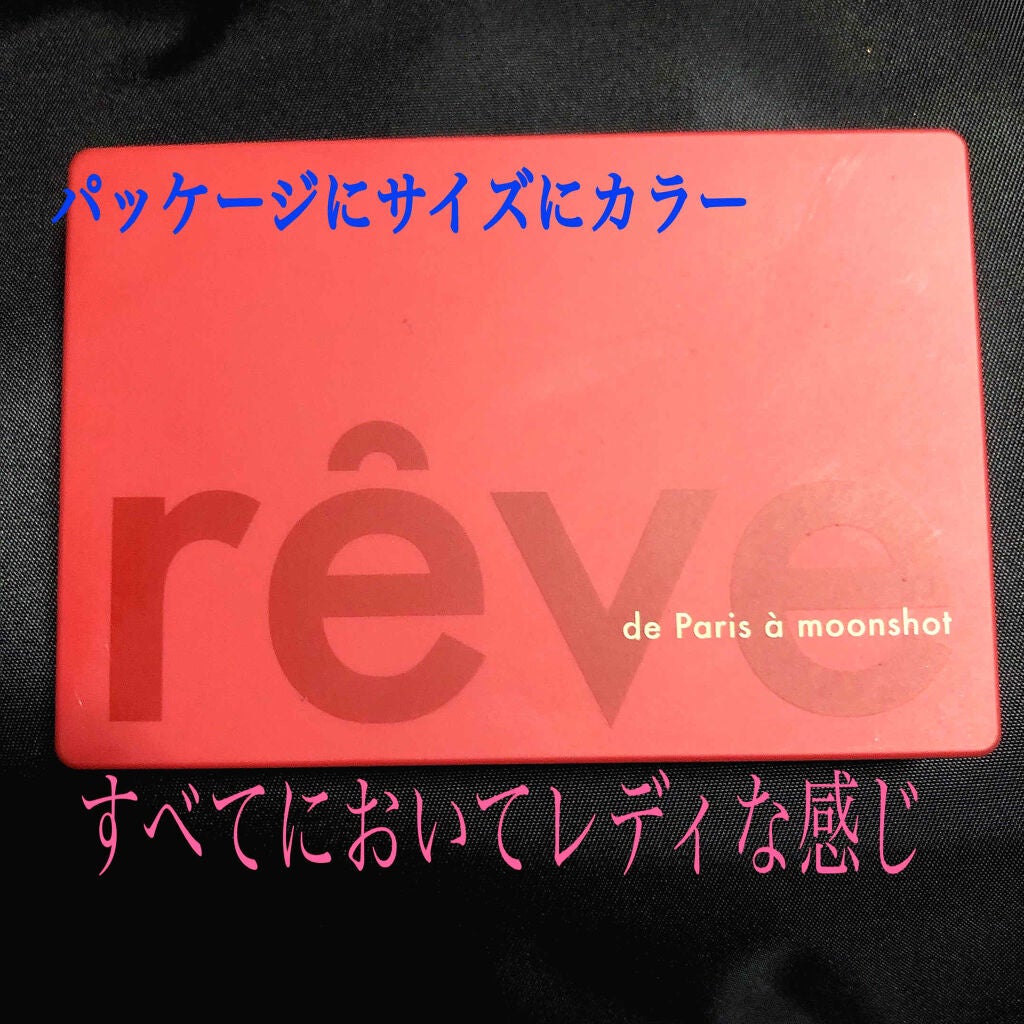 パッケージにサイズにカラー
rêve
de Paris à moonshot
すべてにおいてレディな感じ